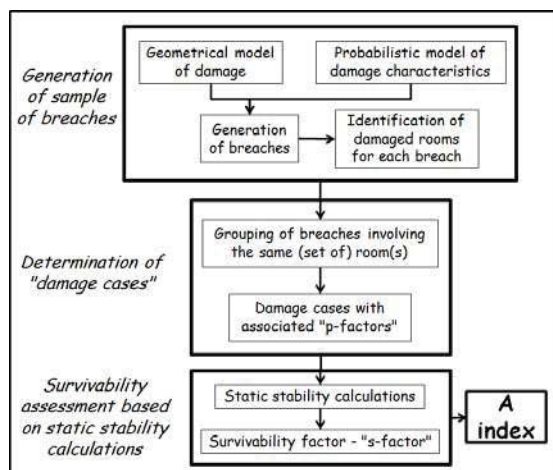 Generation
of sample
of breaches
Geometrical model
of damage
Probabilistic model of
damage characteristics
Generation
of breaches
Identification of
damaged rooms
for each breach
Determination of
"damage cases"
Grouping of breaches involving
the same (set of) room(s)
Damage cases with
associated "p-factors"
Survivability
assessment based
on static stability
calculations
Static stability calculations
Survivability factor - "s-factor"
A
index